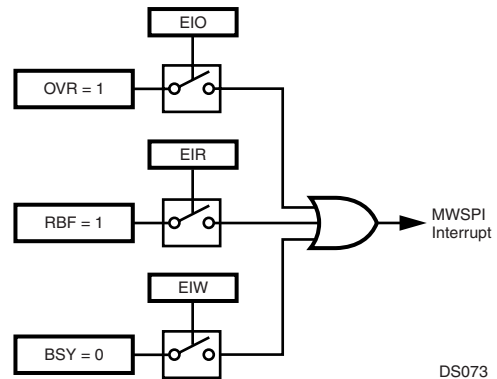 EIO
OVR = 1
EIR
RBF = 1
MWSPI
Interrupt
EIW
BSY = 0
DS073